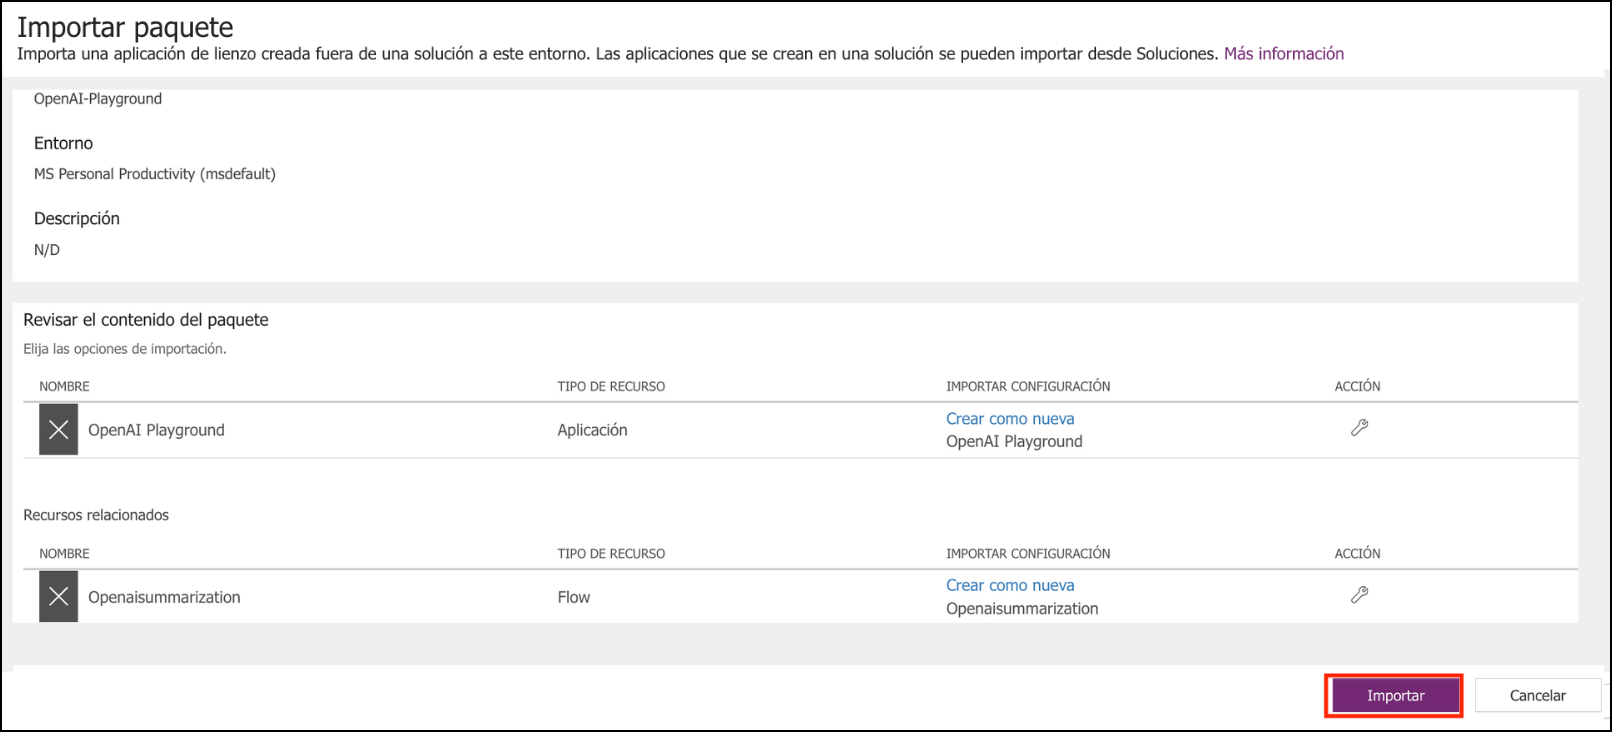 Importar paquete
Importa una aplicación de lienzo creada fuera de una solución a este entorno. Las aplicaciones que se crean en una solución se pueden importar desde Soluciones. Más información
OpenAI-Playground
Entorno
MS Personal Productivity (msdefault)
Descripción
N/D
Revisar el contenido del paquete
Elija las opciones de importación.
NOMBRE TIPO DE RECURSO IMPORTAR CONFIGURACIÓN ACCIÓN
OpenAI Playground Aplicación Crear como nueva
OpenAI Playground
Recursos relacionados
NOMBRE TIPO DE RECURSO IMPORTAR CONFIGURACIÓN ACCIÓN
Openaisummarization Flow Crear como nueva
Openaisummarization
Importar Cancelar